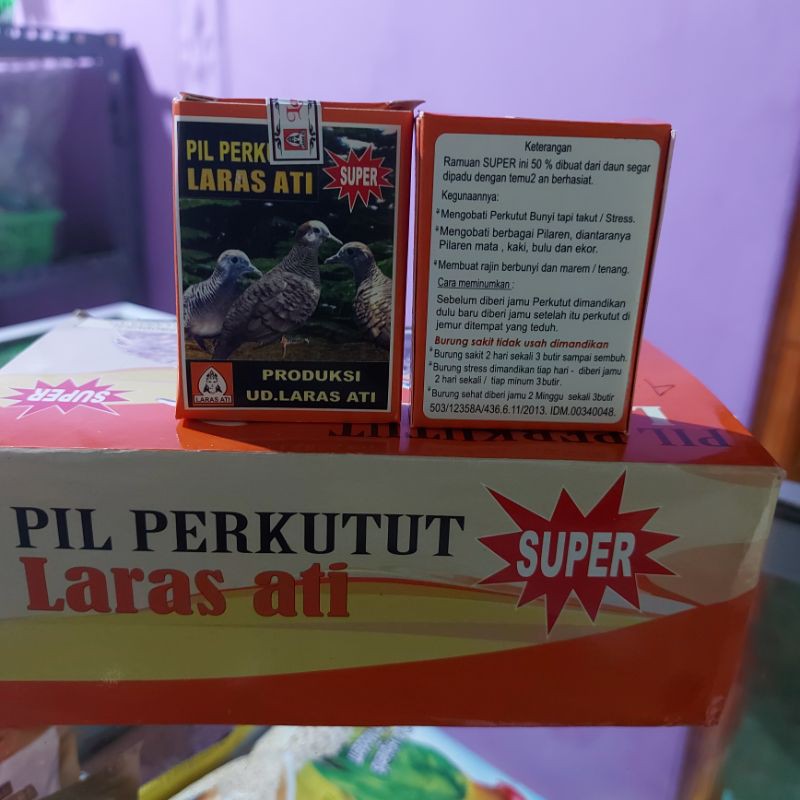 PIL PERKU
LARAS ATI
SUPER
LARAS ATI
PRODUKSI
UD.LARAS ATI
Keterangan
Ramuan SUPER ini 50 % dibuat dari daun segar
dipadu dengan temu2 an berhasiat.
Kegunaannya:
Mengobati Perkutut Bunyi tapi takut / Stress.
Mengobati berbagai Pilaren, diantaranya
Pilaren mata , kaki, bulu dan ekor.
Membuat rajin berbunyi dan marem / tenang.
Cara meminumkan :
Sebelum diberi jamu Perkutut dimandikan
dulu baru diberi jamu setelah itu perkutut di
jemur ditempat yang teduh.
Burung sakit tidak usah dimandikan
Burung sakit 2 hari sekali 3 butir sampai sembuh.
Burung stress dimandikan tiap hari - diberi jamu
2 hari sekali / tiap minum 3butir.
Burung sehat diberi jamu 2 Minggu sekali 3butir
503/12358A/436.6.11/2013. IDM.00340048.
SUPER
PIL
PERKUTUT
PIL PERKUTUT
Laras ati
SUPER